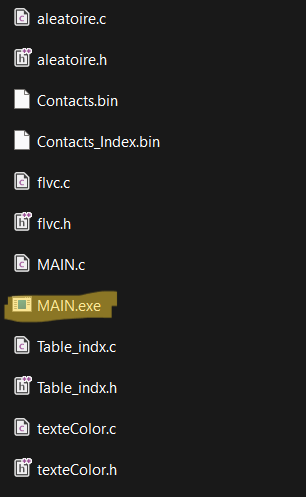 aleatoire.c
aleatoire.h
Contacts.bin
Contacts_Index.bin
flvc.c
flvc.h
MAIN.c
MAIN.exe
Table_indx.c
Table_indx.h
texteColor.c
texteColor.h